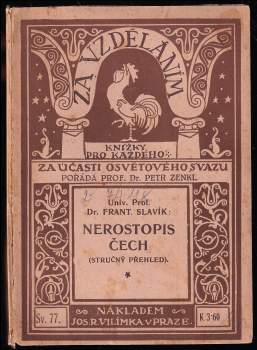 ZA VZDĚLÁNÍM
KNÍŽKY
PRO KAŽDÉHO
ZA ÚČASTI OSVĚTOVÉHO SVAZU
POŘÁDÁ PROF. Dr. PETR ZENKL
Univ. Prof.
Dr. FRANT. SLAVÍK:
NEROSTOPIS
ČECH
(STRUČNÝ PŘEHLED).
Sv. 77.
NÁKLADEM
JOS. R. VILÍMKA V PRAZE.
K 3·60